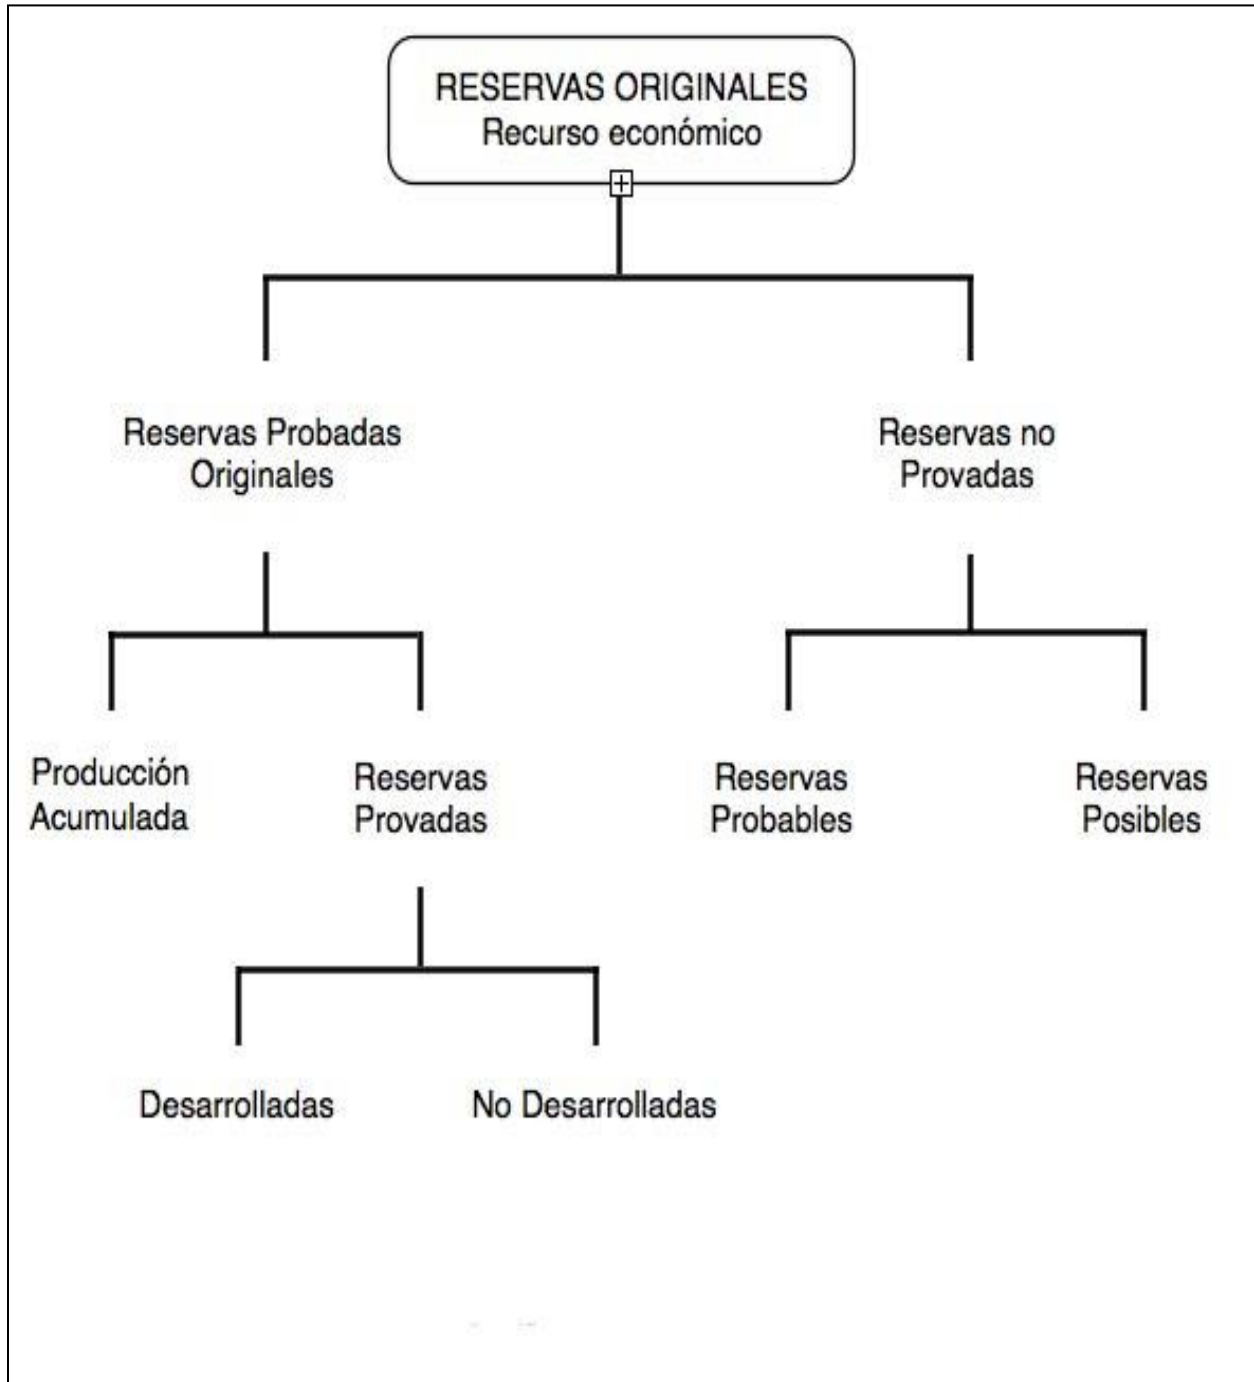 RESERVAS ORIGINALES
Recurso económico
Reservas Probadas
Originales
Reservas no
Provadas
Producción
Acumulada
Reservas
Provadas
Reservas
Probables
Reservas
Posibles
Desarrolladas
No Desarrolladas